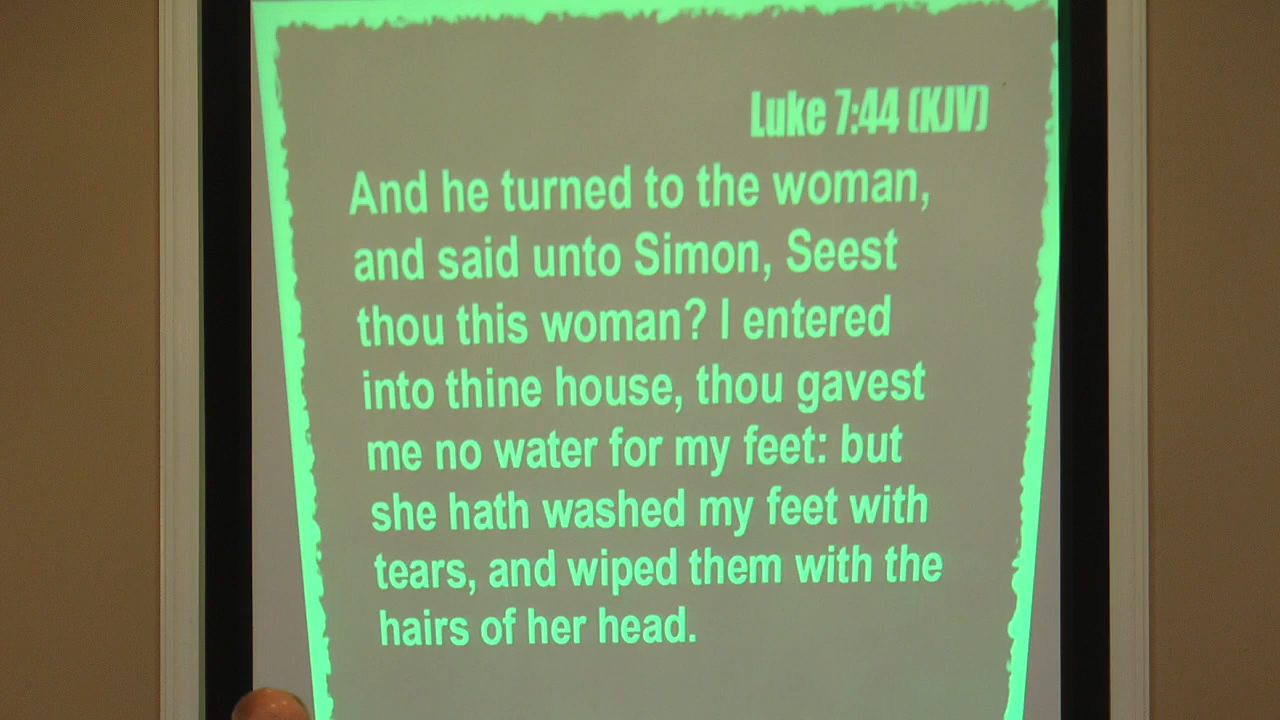 Luke 7:44 (KJV)
And he turned to the woman,
and said unto Simon, Seest
thou this woman? I entered
into thine house, thou gavest
me no water for my feet: but
she hath washed my feet with
tears, and wiped them with the
hairs of her head.